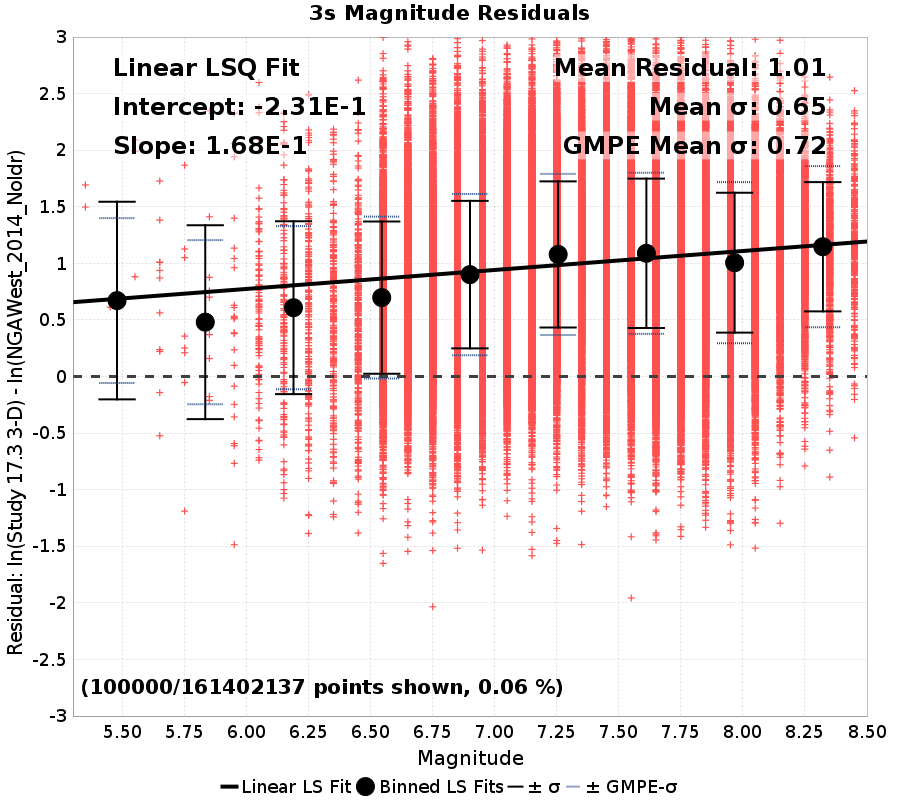 3s Magnitude Residuals
Linear LSQ Fit
Intercept: -2.31E-1
Slope: 1.68E-1
Mean Residual: 1.01
Mean σ: 0.65
GMPE Mean σ: 0.72
Residual: ln(Study 17.3 3-D) - ln(NGAWest_2014_NoIdr)
3
2.5
2
1.5
1
0.5
0
-0.5
-1
-1.5
-2
-2.5
-3
(100000/161402137 points shown, 0.06 %)
5.50 5.75 6.00 6.25 6.50 6.75 7.00 7.25 7.50 7.75 8.00 8.25 8.50
Magnitude
Linear LS Fit Binned LS Fits ± σ ± GMPE-σ